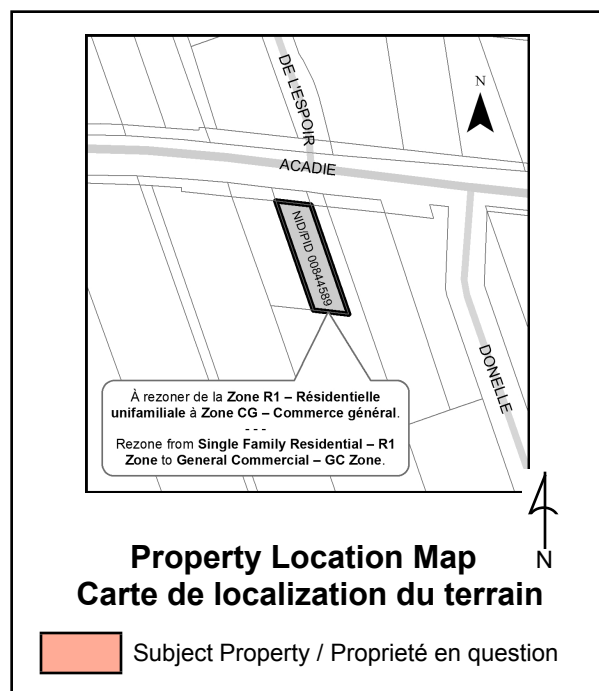 DE L'ESPOIR
N
ACADIE
NID/PID 00844589
DONELLE
À rezoner de la Zone R1 – Résidentielle
unifamiliale à Zone CG – Commerce général.
- - -
Rezone from Single Family Residential – R1
Zone to General Commercial – GC Zone.
N
Property Location Map
Carte de localization du terrain
Subject Property / Proprieté en question